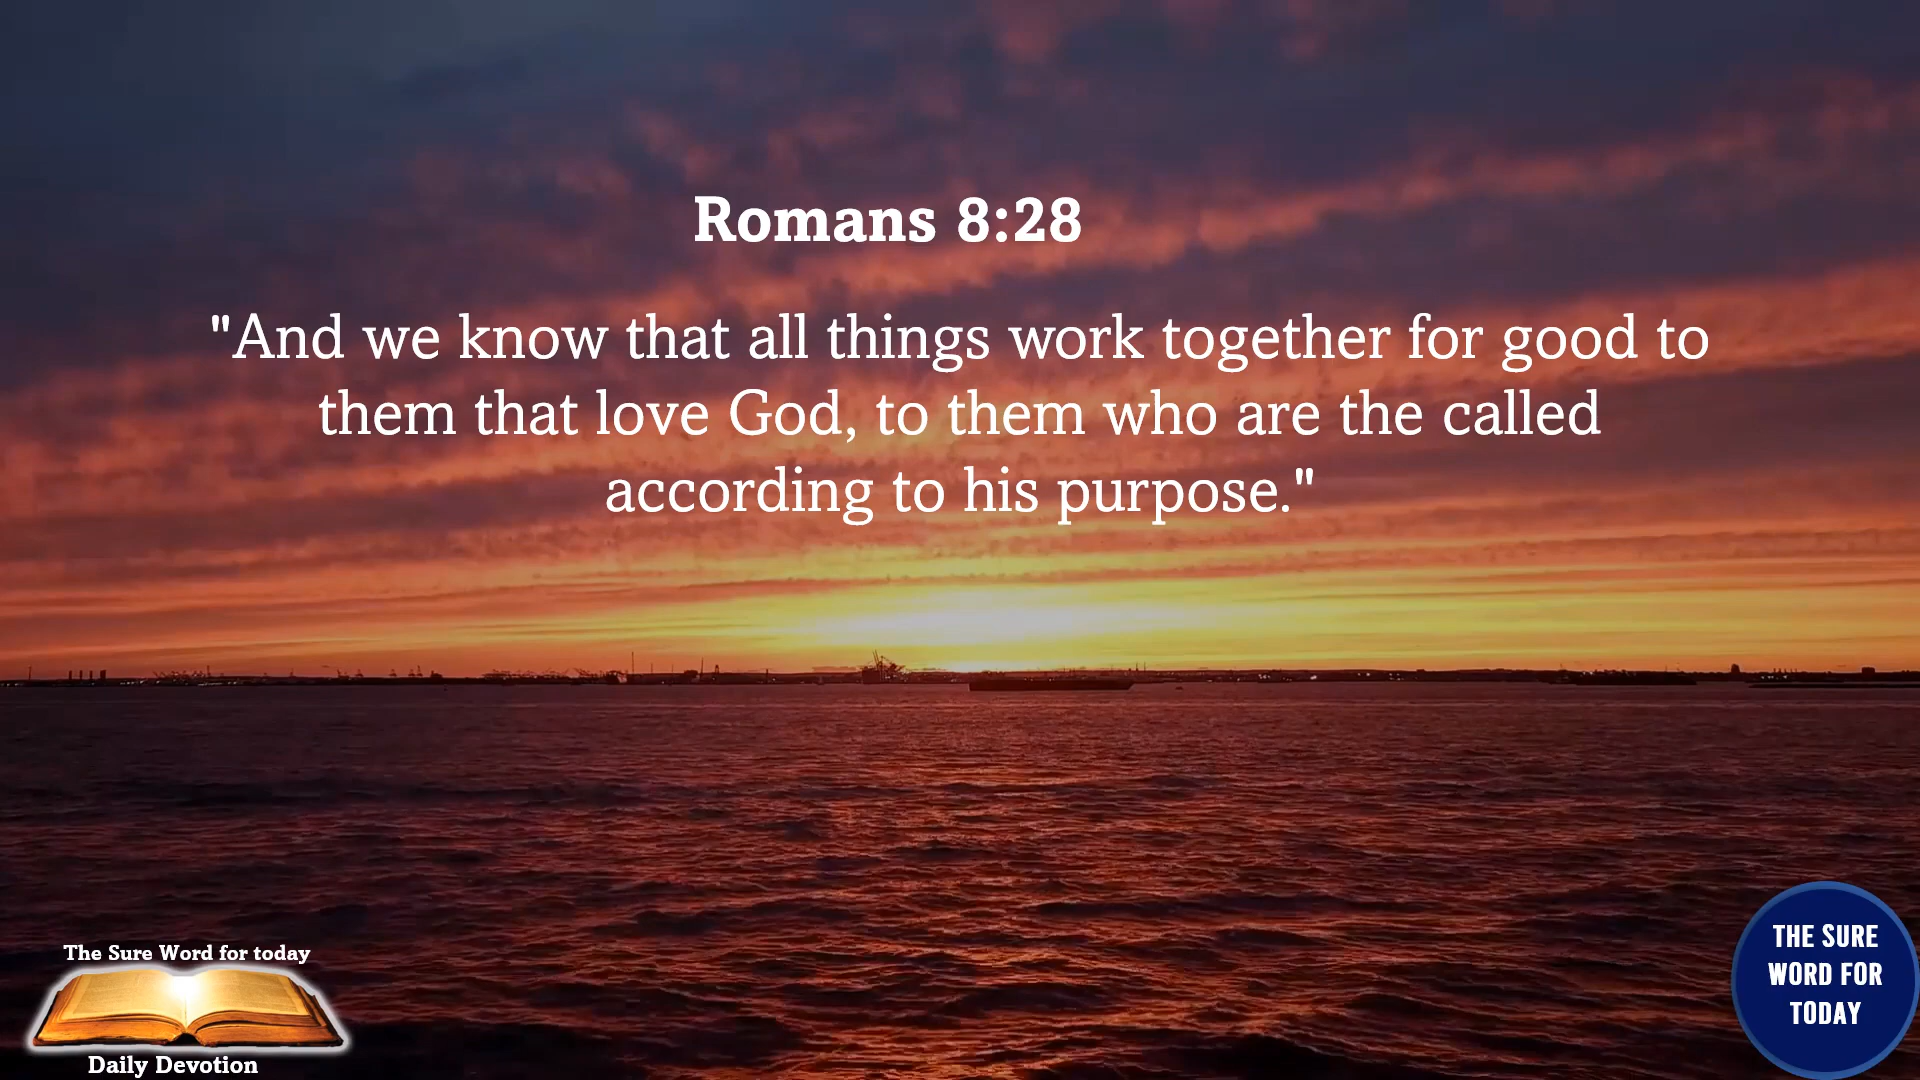 Romans 8:28
"And we know that all things work together for good to
them that love God, to them who are the called
according to his purpose."
The Sure Word for today
Daily Devotion
THE SURE
WORD FOR
TODAY